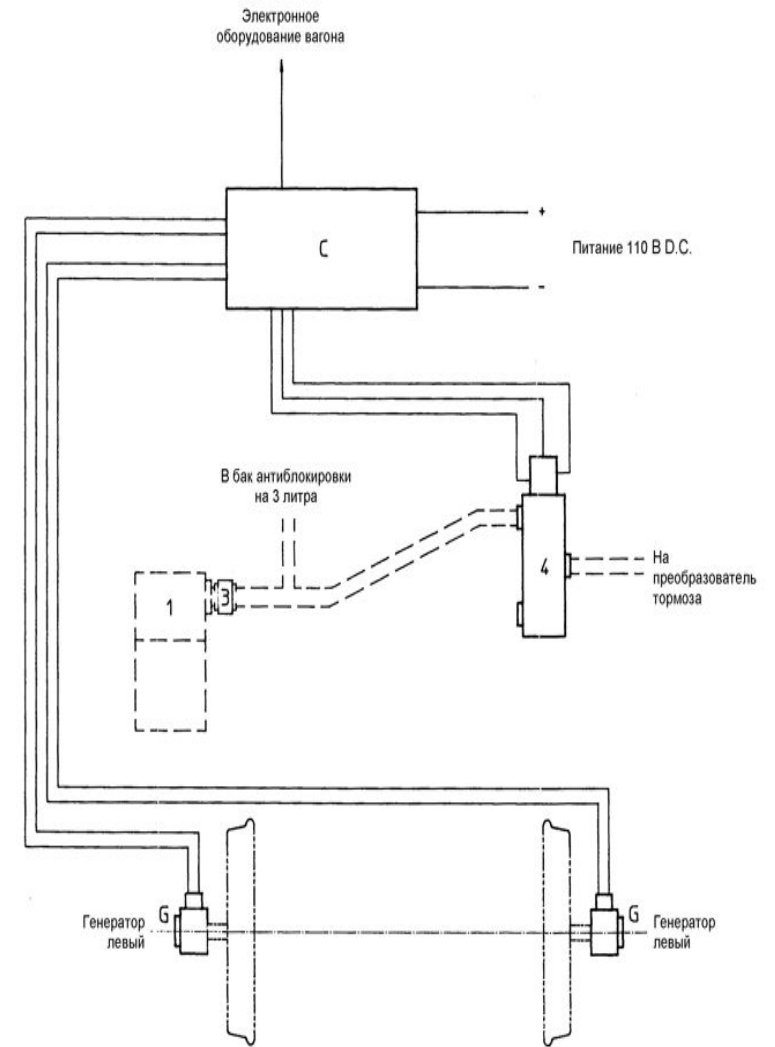 Электронное
оборудование вагона
+
C
Питание 110 В D.C.
-
В бак антиблокировки
на 3 литра
4
На
преобразователь
тормоза
1
3
G
Генератор
левый
G
Генератор
левый